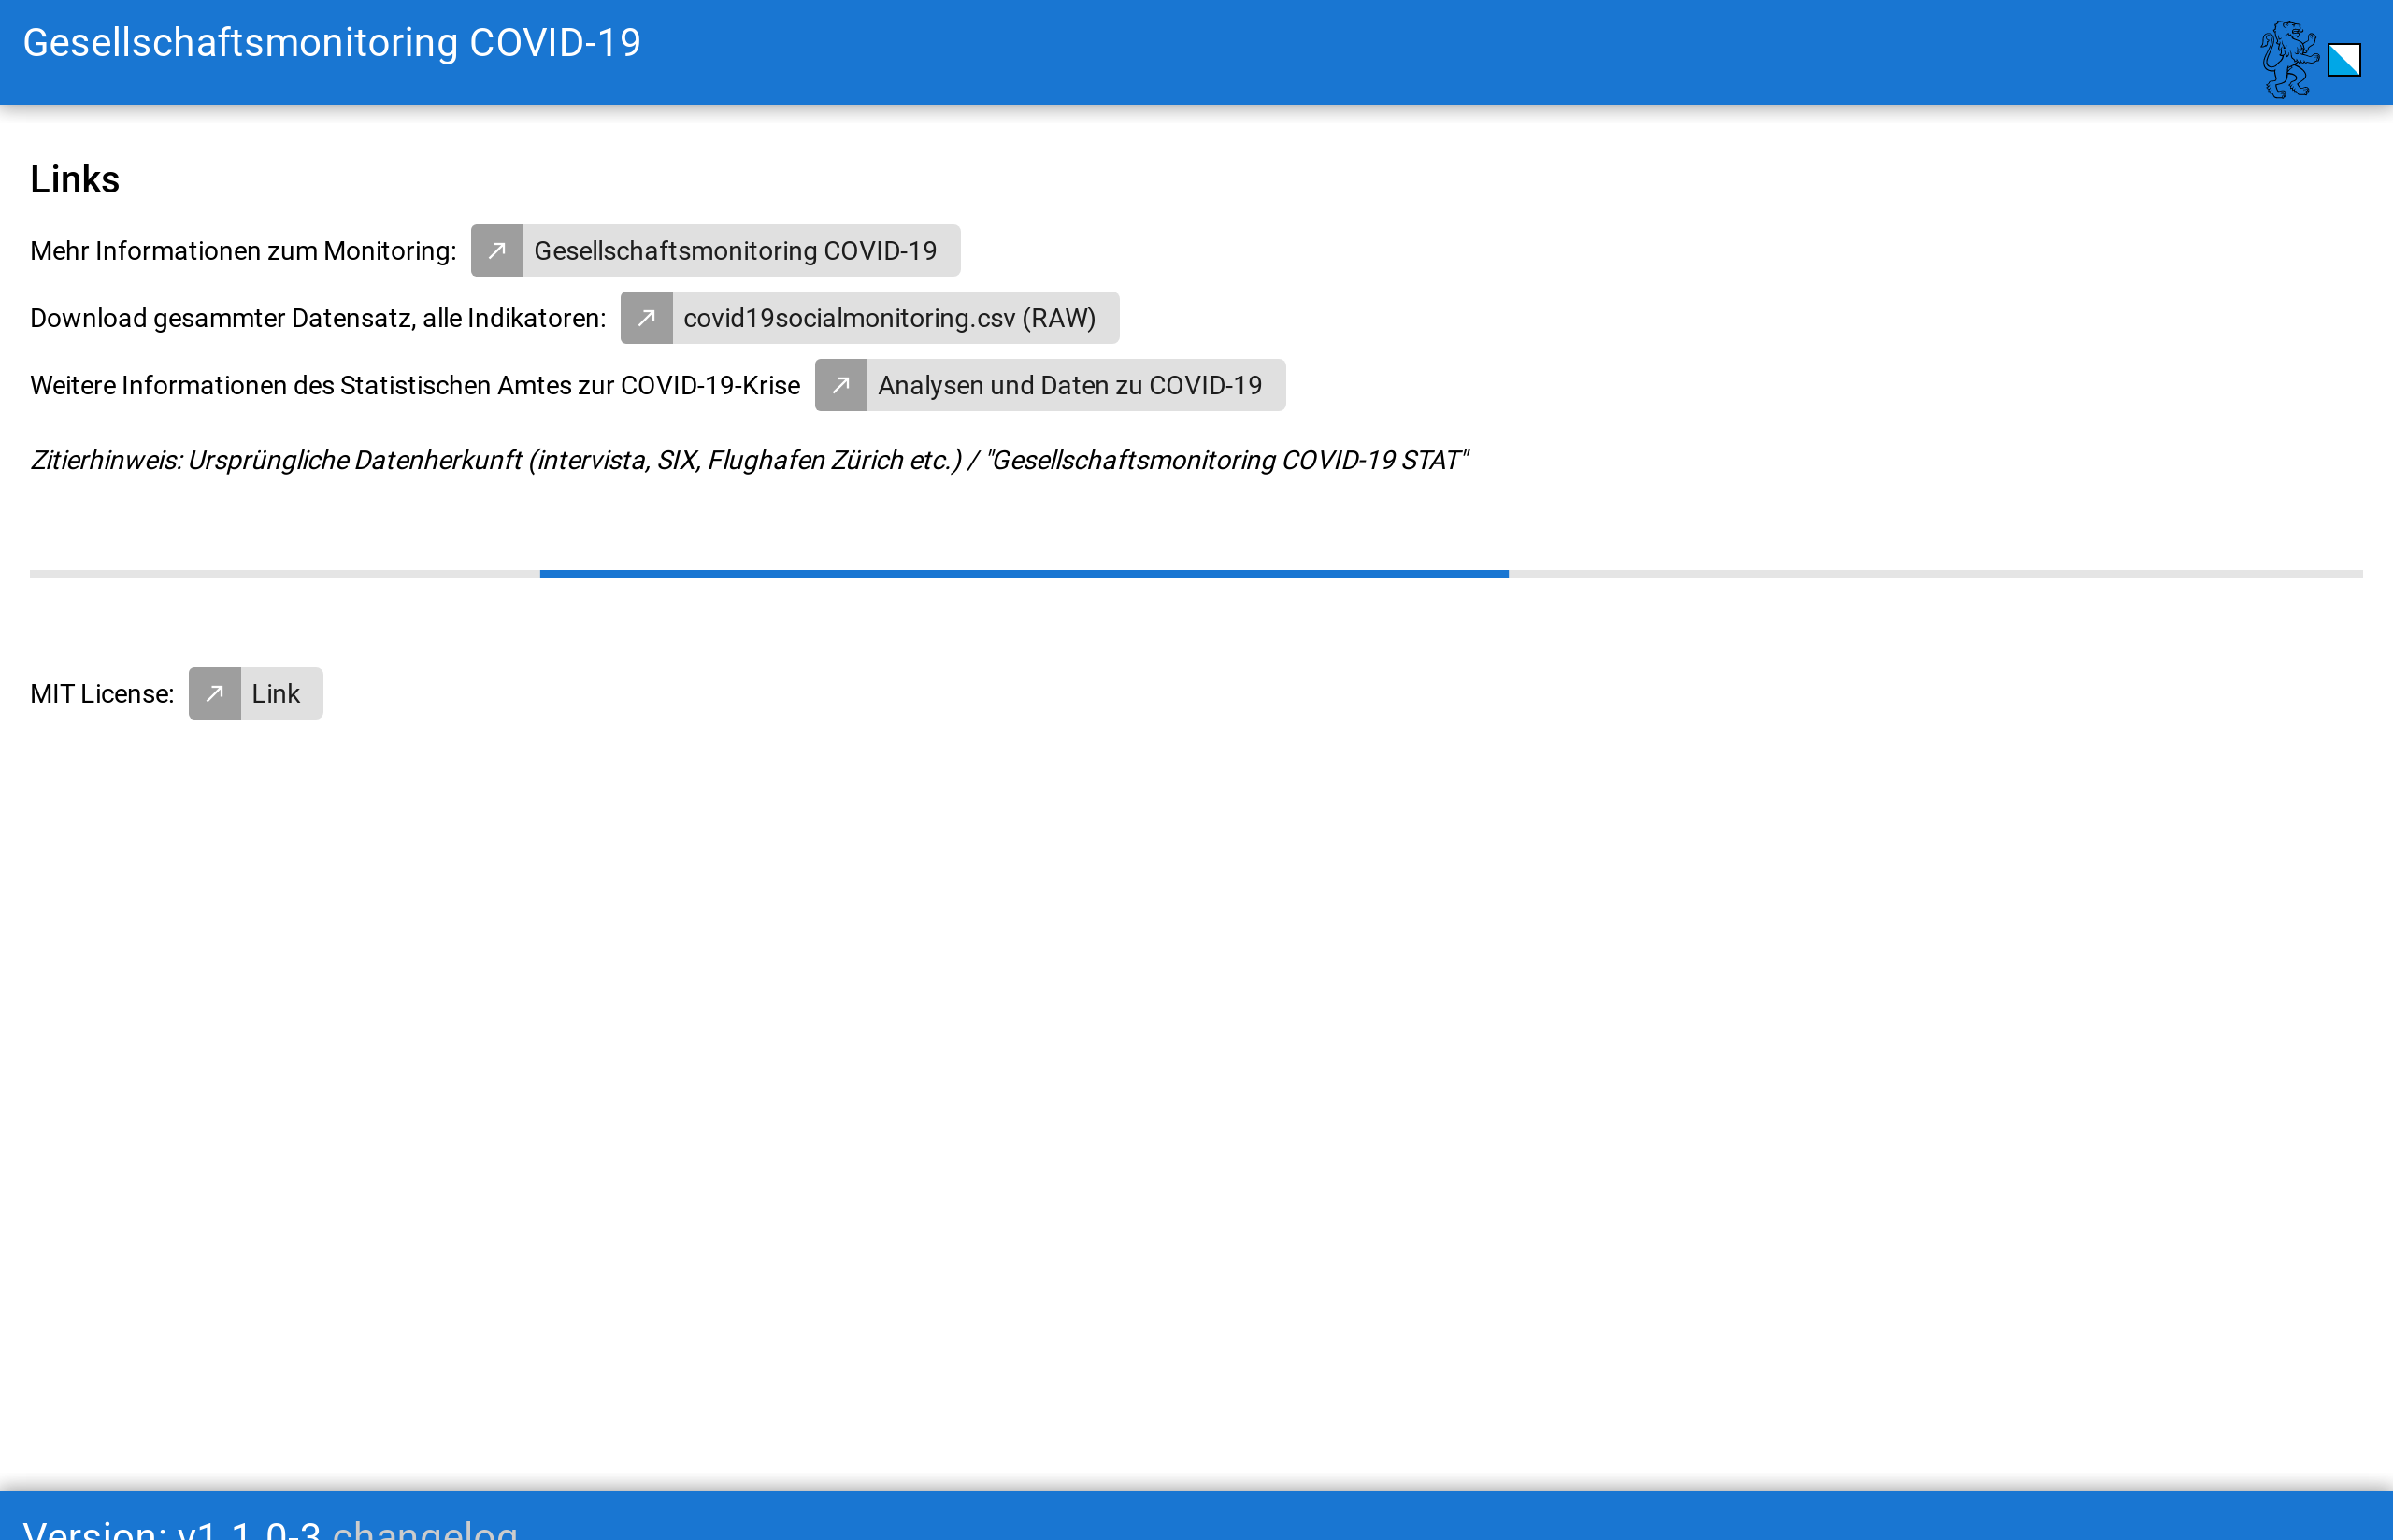 Gesellschaftsmonitoring COVID-19
Links
Mehr Informationen zum Monitoring: Gesellschaftsmonitoring COVID-19
Download gesammter Datensatz, alle Indikatoren: covid19socialmonitoring.csv (RAW)
Weitere Informationen des Statistischen Amtes zur COVID-19-Krise Analysen und Daten zu COVID-19
Zitierhinweis: Ursprüngliche Datenherkunft (intervista, SIX, Flughafen Zürich etc.) / "Gesellschaftsmonitoring COVID-19 STAT"
MIT License: Link
Version: v1.1.0-3 changelog